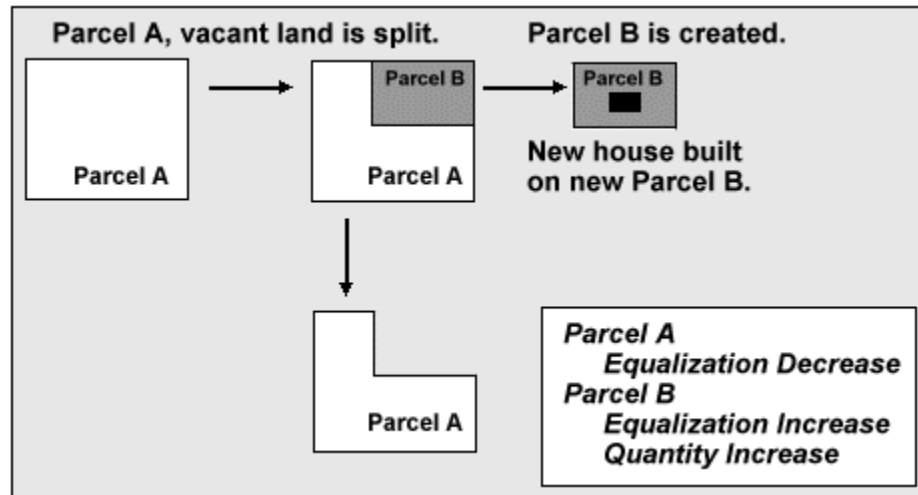 Parcel A, vacant land is split.
Parcel B is created.
Parcel A
Parcel B
Parcel A
Parcel B
New house built
on new Parcel B.
Parcel A
Parcel A
Equalization Decrease
Parcel B
Equalization Increase
Quantity Increase